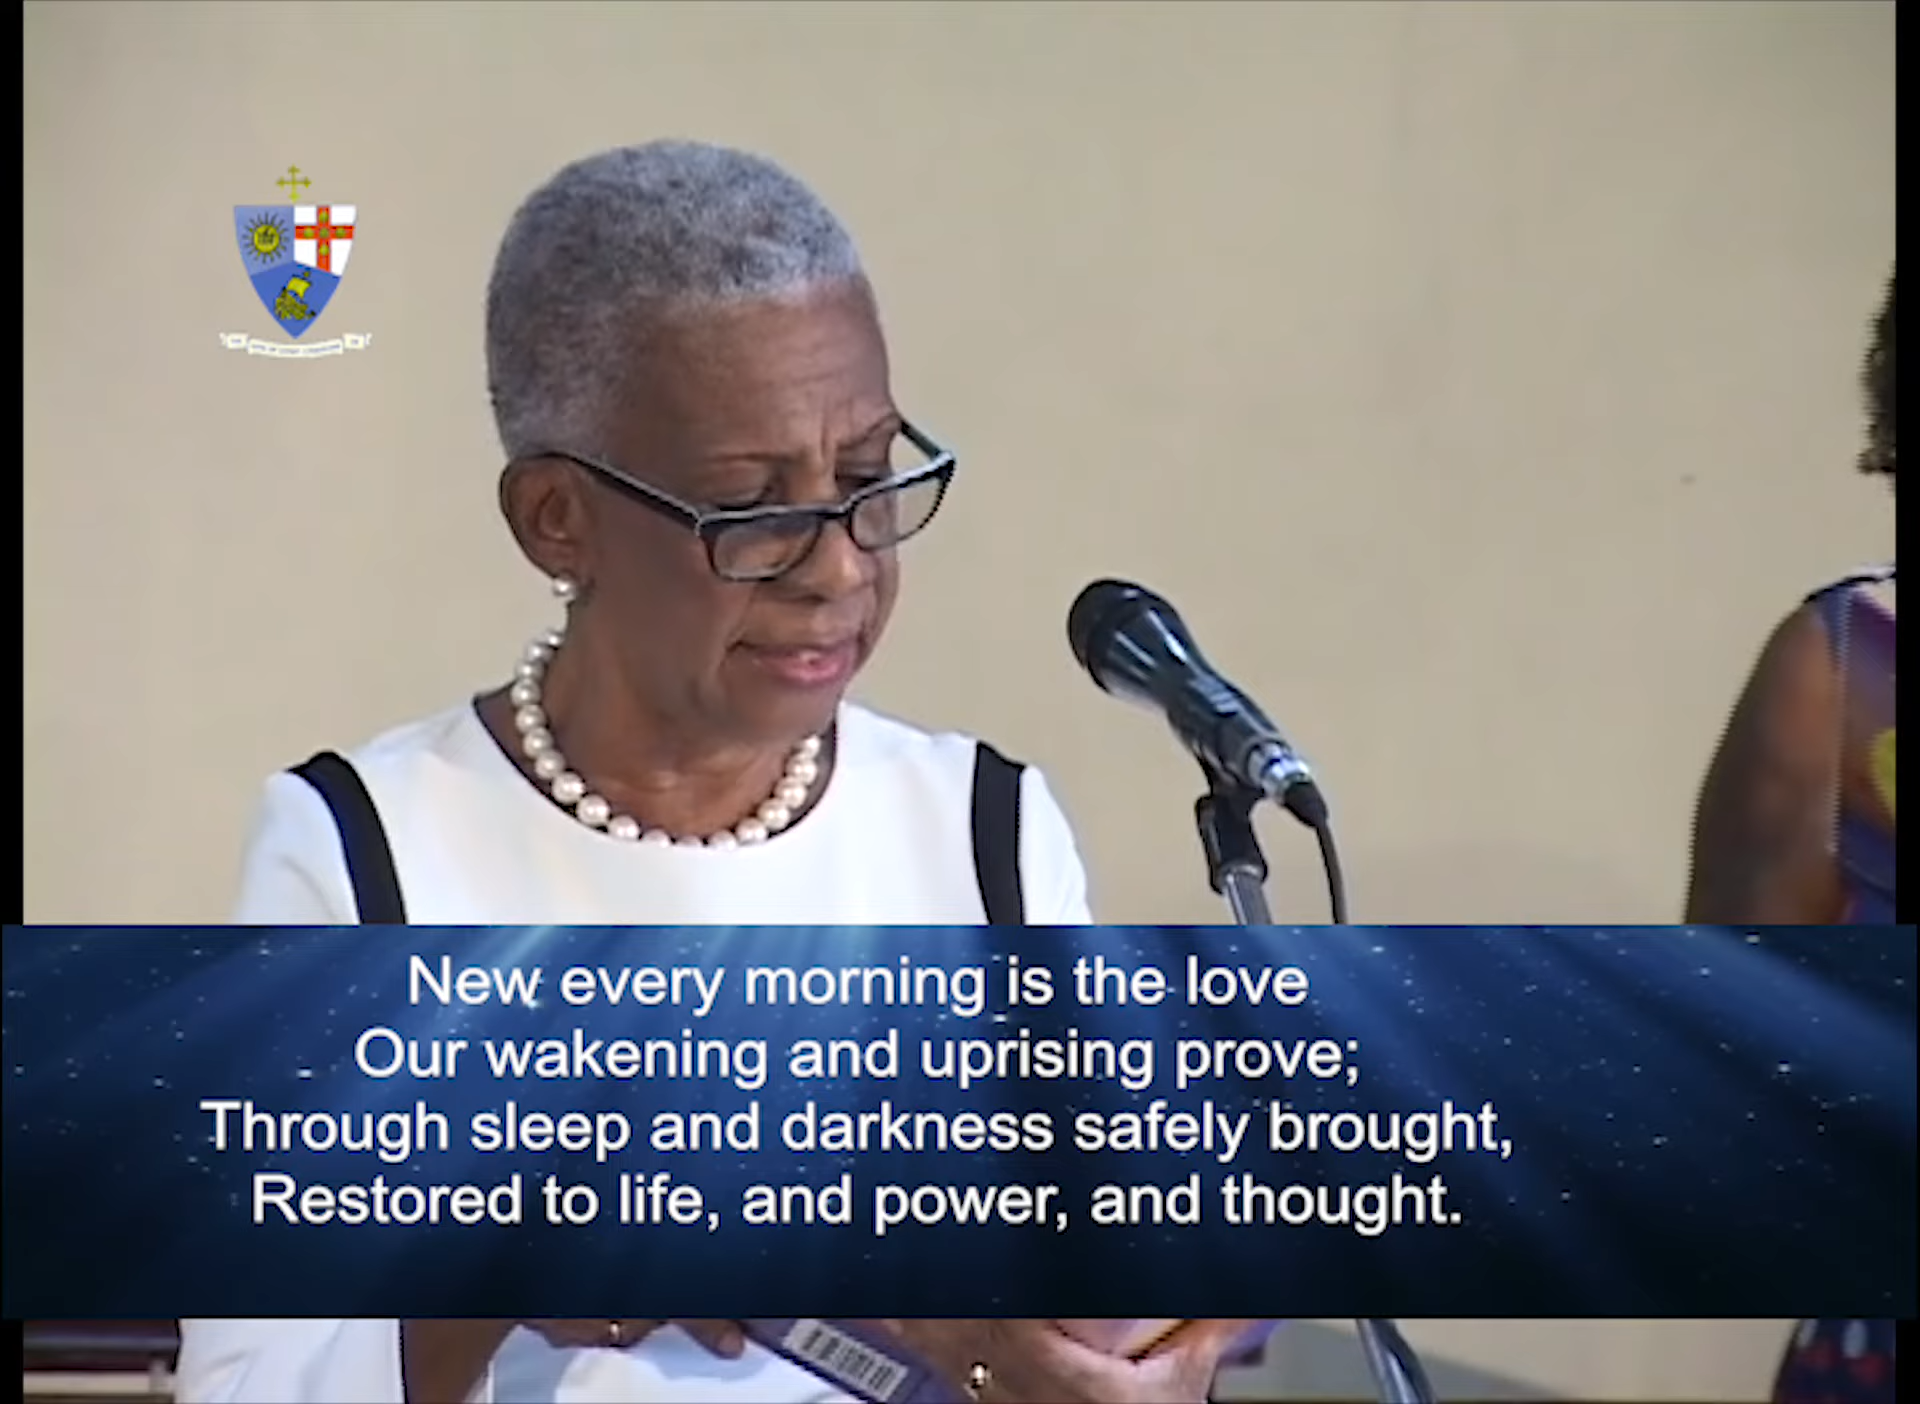 New every morning is the love
Our wakening and uprising prove;
Through sleep and darkness safely brought,
Restored to life, and power, and thought.